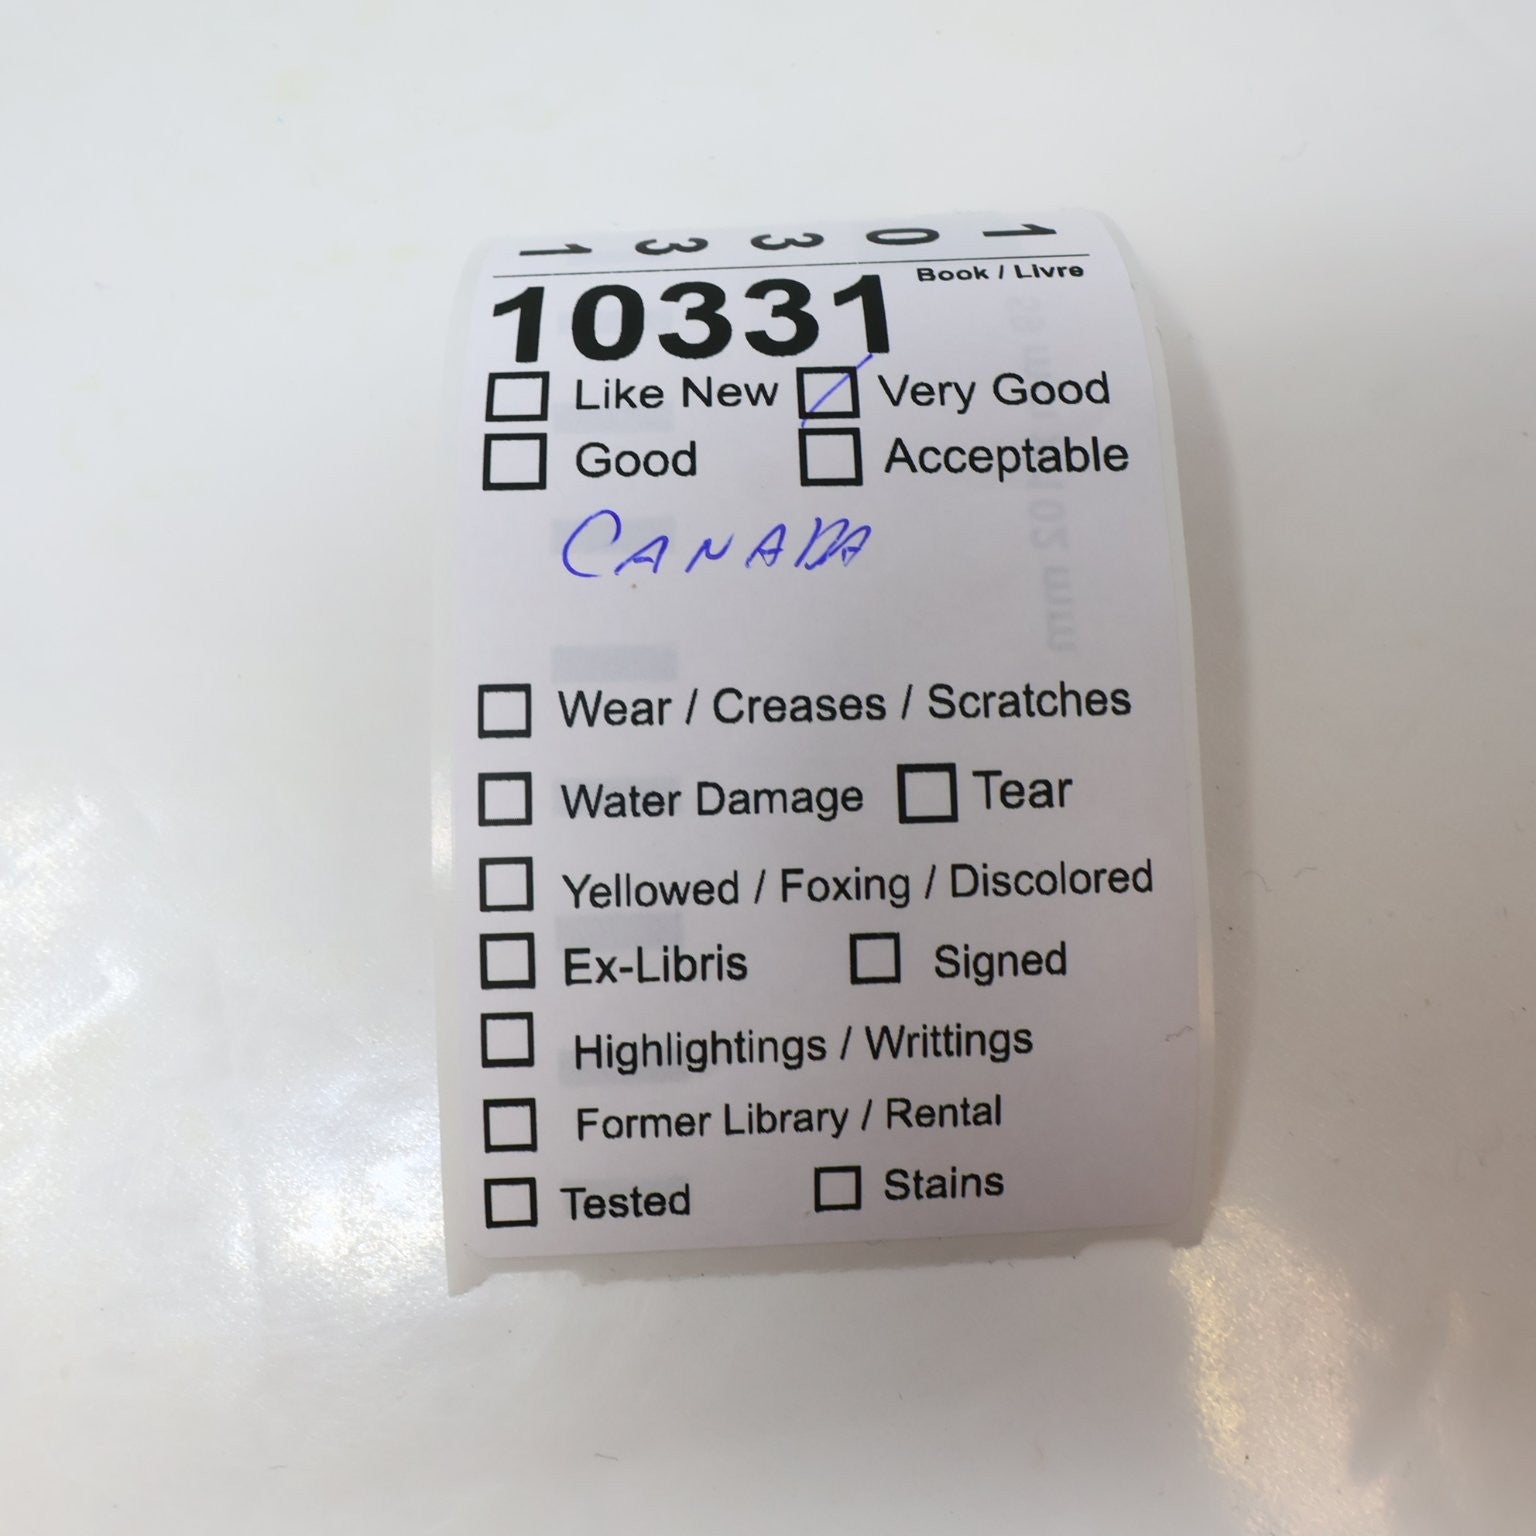 1 3 3 0 1
Book / Livre
10331
Like New Very Good
Good Acceptable
CANADA
Wear / Creases / Scratches
Water Damage Tear
Yellowed / Foxing / Discolored
Ex-Libris Signed
Highlightings / Writtings
Former Library / Rental
Tested Stains